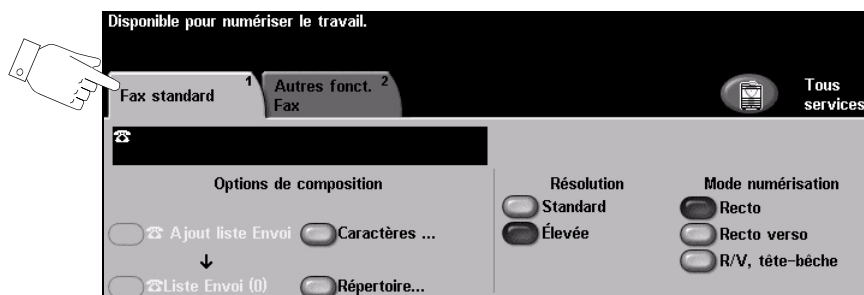 Disponible pour numériser le travail.
Fax standard 1
Autres fonct. 2
Fax
Tous
services
Options de composition
Résolution
Mode numérisation
Standard
Recto
Ajout liste Envoi
Caractères ...
Élevée
Recto verso
R/V, tête-bêche
Liste Envoi (0)
Répertoire...